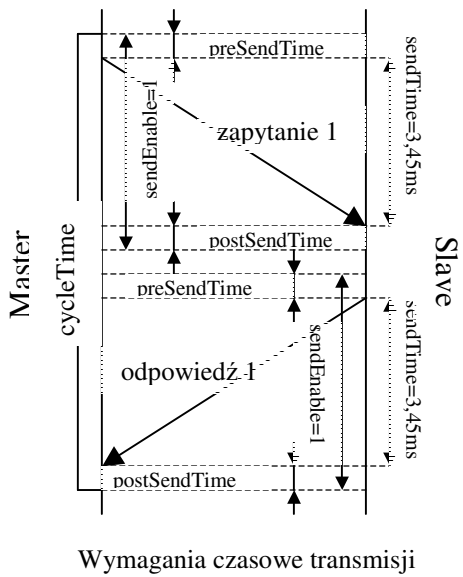 preSendTime
sendEnable=1
sendTime=3,45ms
zapytanie 1
postSendTime
Master
cycleTime
Slave
preSendTime
odpowiedź 1
sendEnable=1
sendTime=3,45ms
postSendTime
Wymagania czasowe transmisji